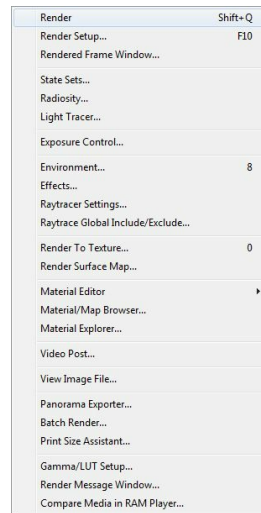 Render Shift+Q
Render Setup... F10
Rendered Frame Window...
State Sets...
Radiosity...
Light Tracer...
Exposure Control...
Environment... 8
Effects...
Raytracer Settings...
Raytrace Global Include/Exclude...
Render To Texture... 0
Render Surface Map...
Material Editor
Material/Map Browser...
Material Explorer...
Video Post...
View Image File...
Panorama Exporter...
Batch Render...
Print Size Assistant...
Gamma/LUT Setup...
Render Message Window...
Compare Media in RAM Player...